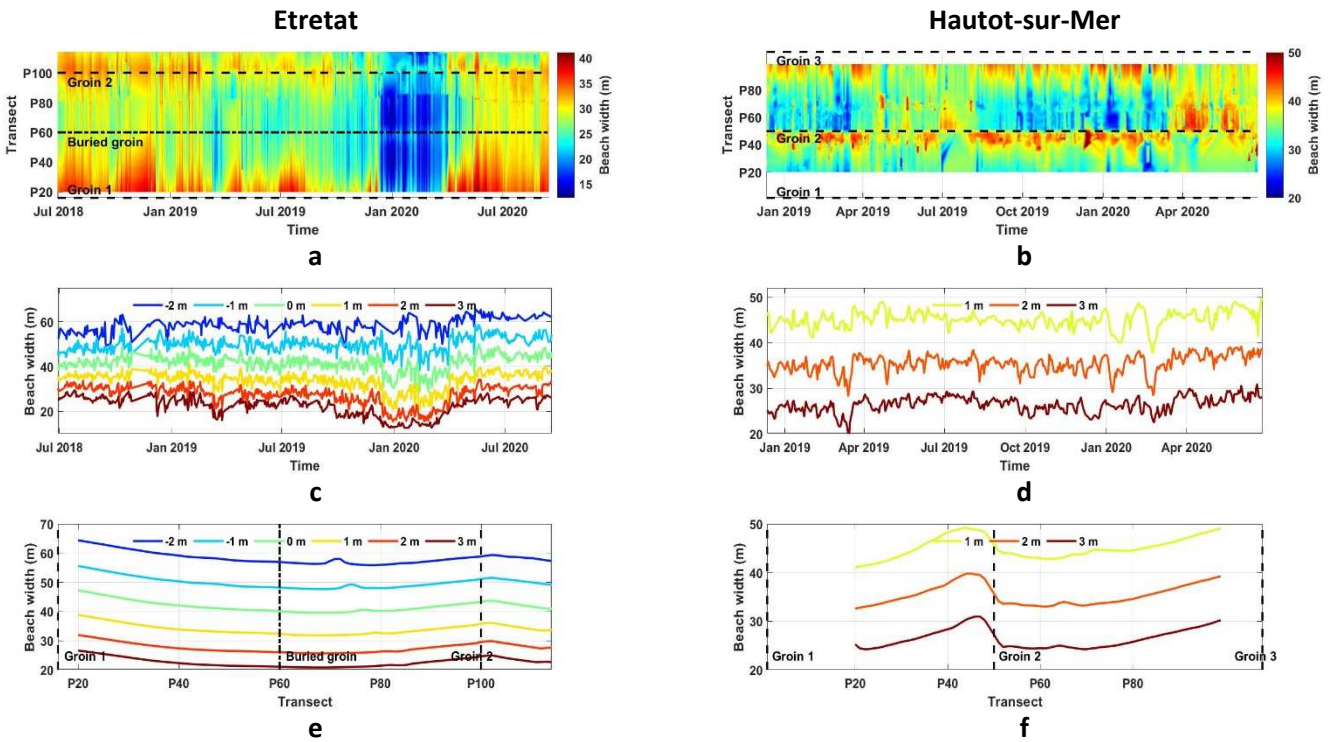 Etretat
Hautot-sur-Mer
P100
P80
P60
P40
P20
Transect
Groin 2
Buried groin
Groin 1
Jul 2018
Jan 2019
Jul 2019
Jan 2020
Jul 2020
Time
40
35
30
25
20
15
Beach width (m)
a
P80
P60
P40
P20
Transect
Groin 3
Groin 2
Groin 1
Jan 2019
Apr 2019
Jul 2019
Oct 2019
Jan 2020
Apr 2020
Time
50
40
30
20
Beach width (m)
b
60
40
20
Beach width (m)
-2 m
-1 m
0 m
1 m
2 m
3 m
Jul 2018
Jan 2019
Jul 2019
Jan 2020
Jul 2020
Time
c
50
40
30
20
Beach width (m)
1 m
2 m
3 m
Jan 2019
Apr 2019
Jul 2019
Oct 2019
Jan 2020
Apr 2020
Time
d
70
60
50
40
30
20
Beach width (m)
-2 m
-1 m
0 m
1 m
2 m
3 m
Groin 1
Buried groin
Groin 2
P20
P40
P60
P80
P100
Transect
e
50
40
30
20
Beach width (m)
1 m
2 m
3 m
Groin 1
Groin 2
Groin 3
P20
P40
P60
P80
Transect
f